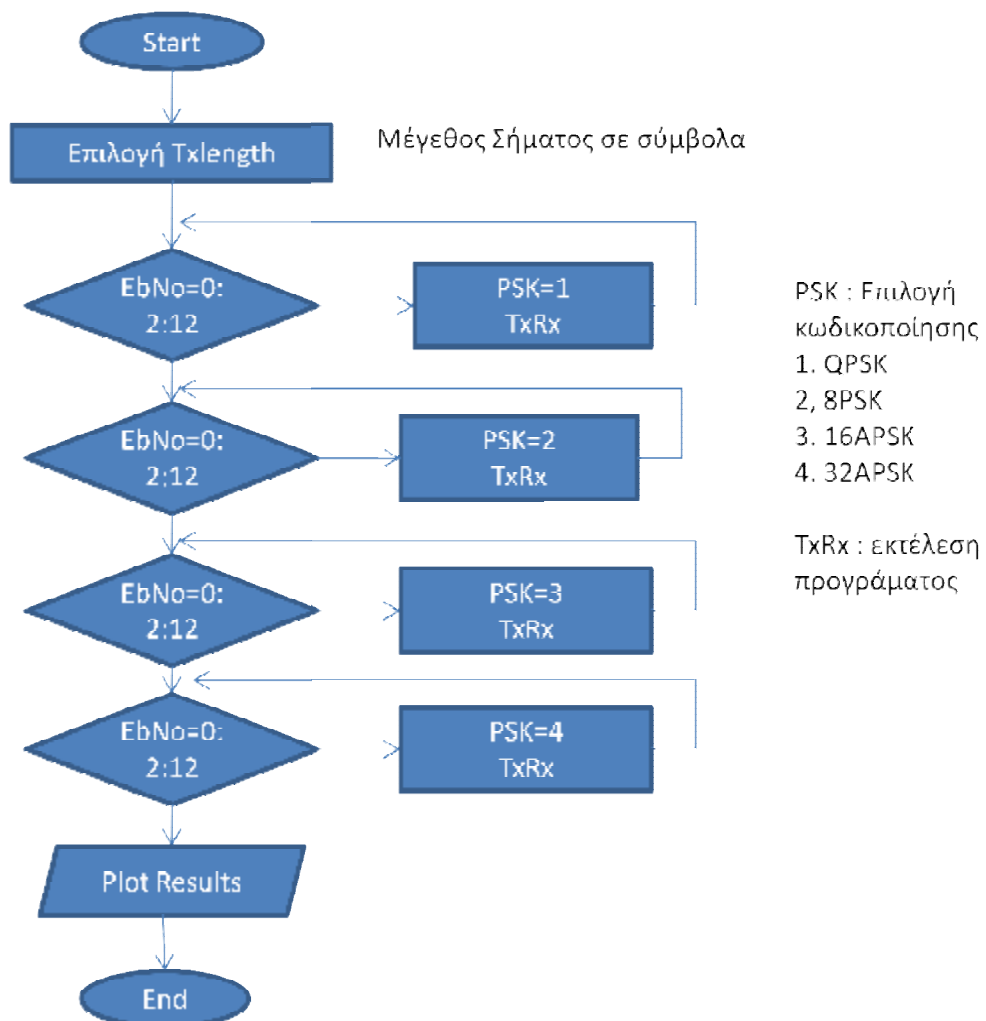 Start
Επιλογή Txlength
Μέγεθος Σήματος σε σύμβολα
EbNo=0:
2:12
PSK=1
TxRx
EbNo=0:
2:12
PSK=2
TxRx
EbNo=0:
2:12
PSK=3
TxRx
EbNo=0:
2:12
PSK=4
TxRx
Plot Results
End
PSK : Επιλογή
κωδικοποίησης
1. QPSK
2, 8PSK
3. 16APSK
4. 32APSK
TxRx : εκτέλεση
προγράματος